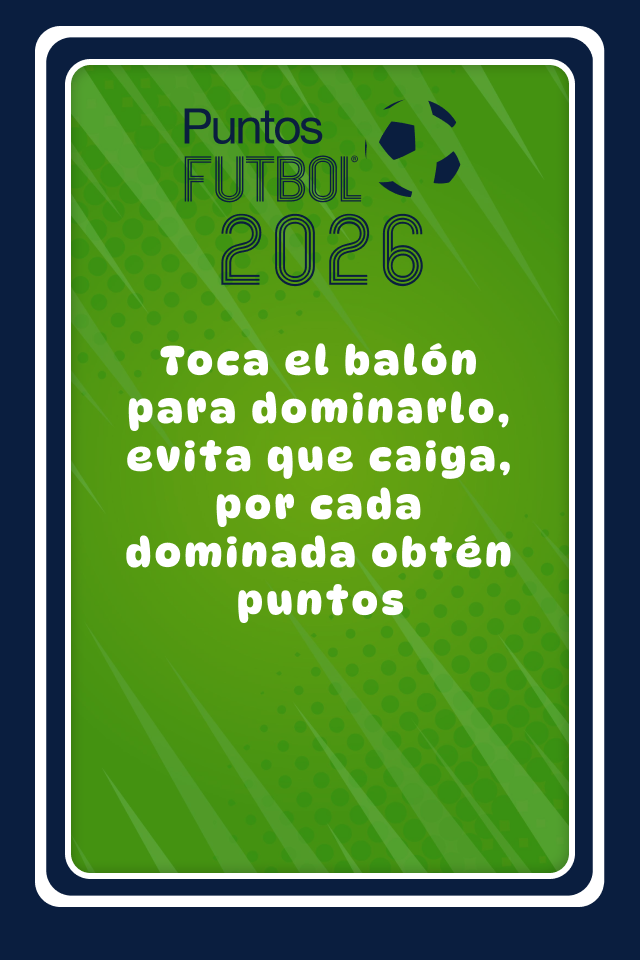 Puntos
FUTBOL®
2026
Toca el balón
para dominarlo,
evita que caiga,
por cada
dominada obtén
puntos